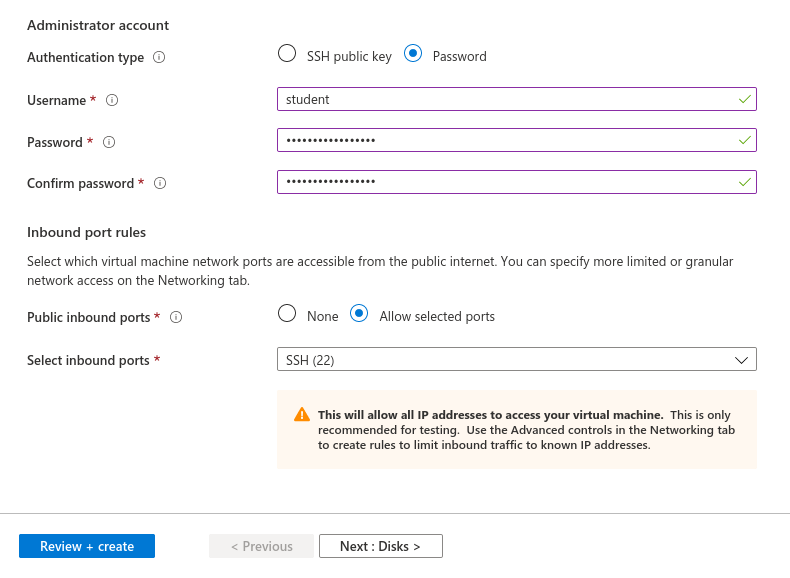 Administrator account
Authentication type
SSH public key
Password
Username *
student
Password *
•••••••••••••••••
Confirm password *
•••••••••••••••••
Inbound port rules
Select which virtual machine network ports are accessible from the public internet. You can specify more limited or granular
network access on the Networking tab.
Public inbound ports *
None
Allow selected ports
Select inbound ports *
SSH (22)
This will allow all IP addresses to access your virtual machine. This is only
recommended for testing. Use the Advanced controls in the Networking tab
to create rules to limit inbound traffic to known IP addresses.
Review + create
< Previous
Next : Disks >